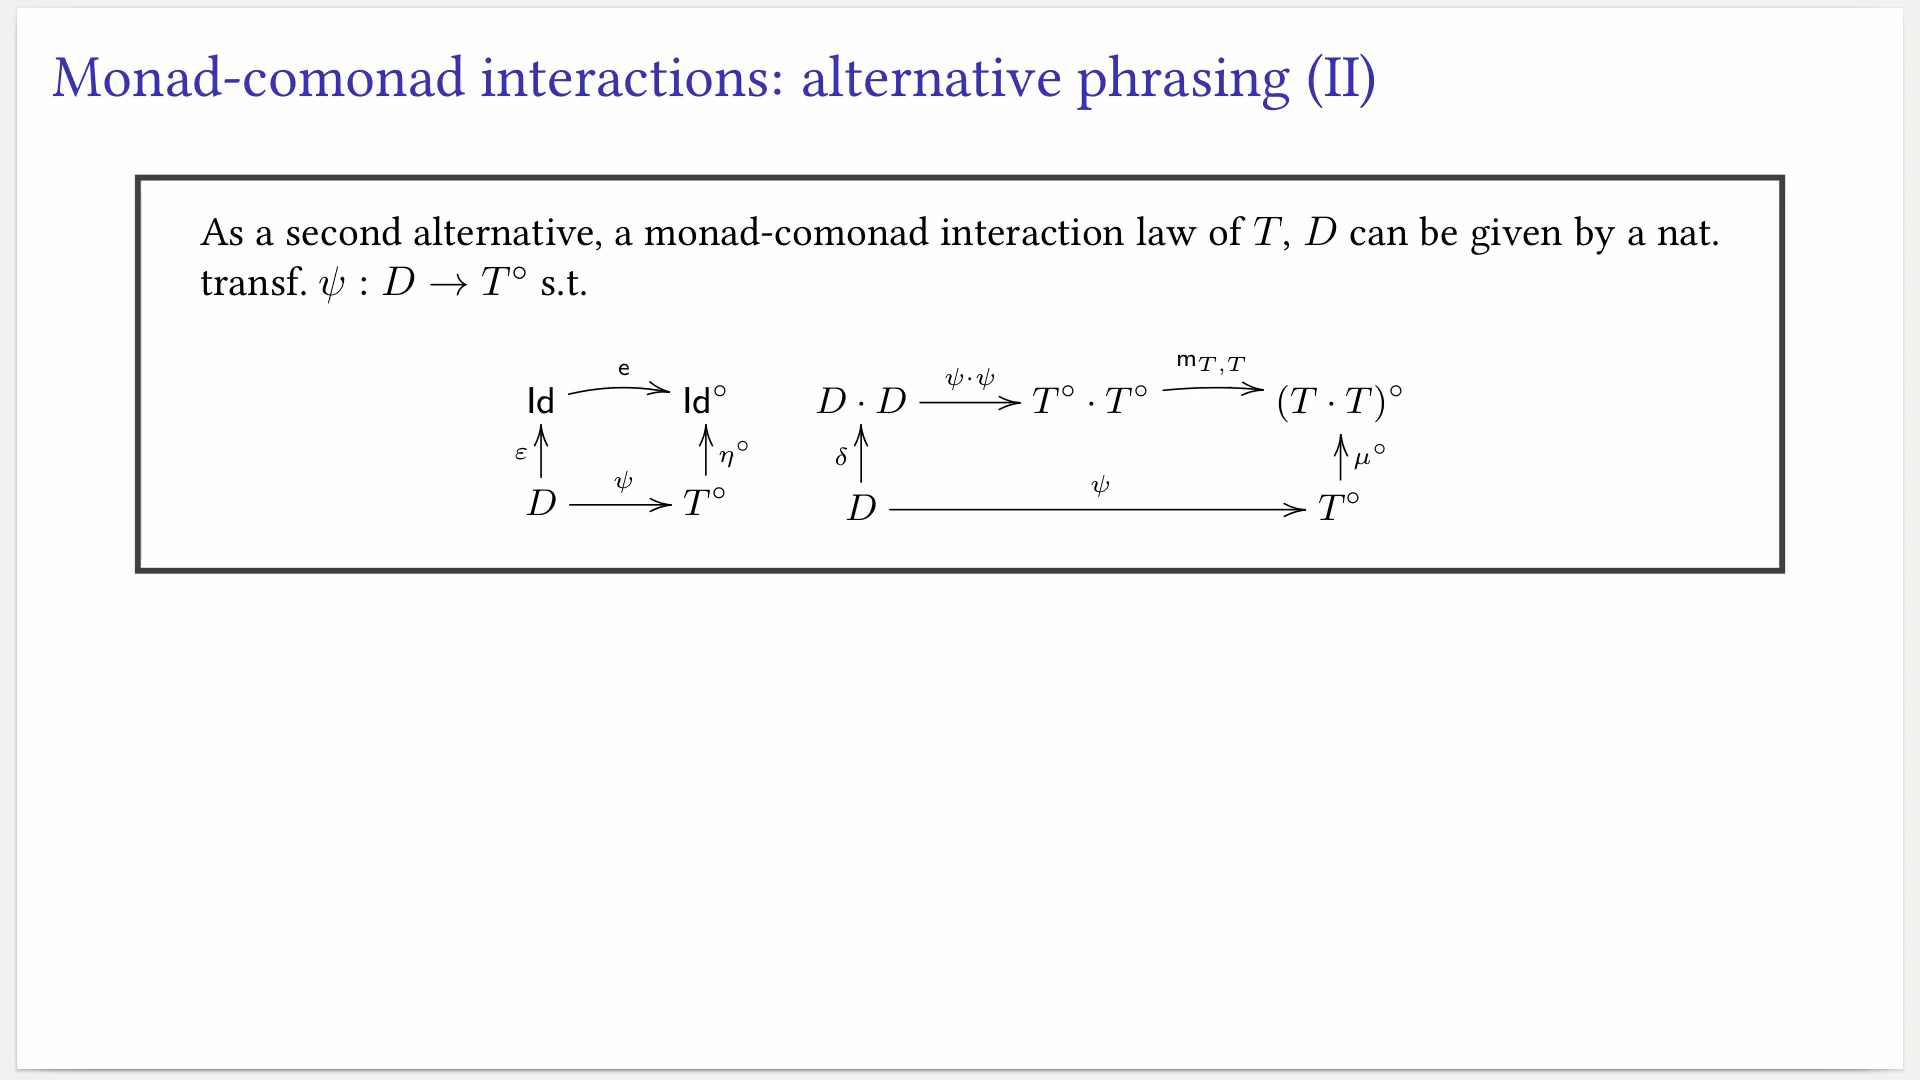 Monad-comonad interactions: alternative phrasing (II)
As a second alternative, a monad-comonad interaction law of T, D can be given by a nat.
transf. ψ : D → T° s.t.
e
Id Id°
ε η°
ψ
D T°
ψ·ψ m_{T,T}
D · D T° · T° (T · T)°
δ μ°
ψ
D T°